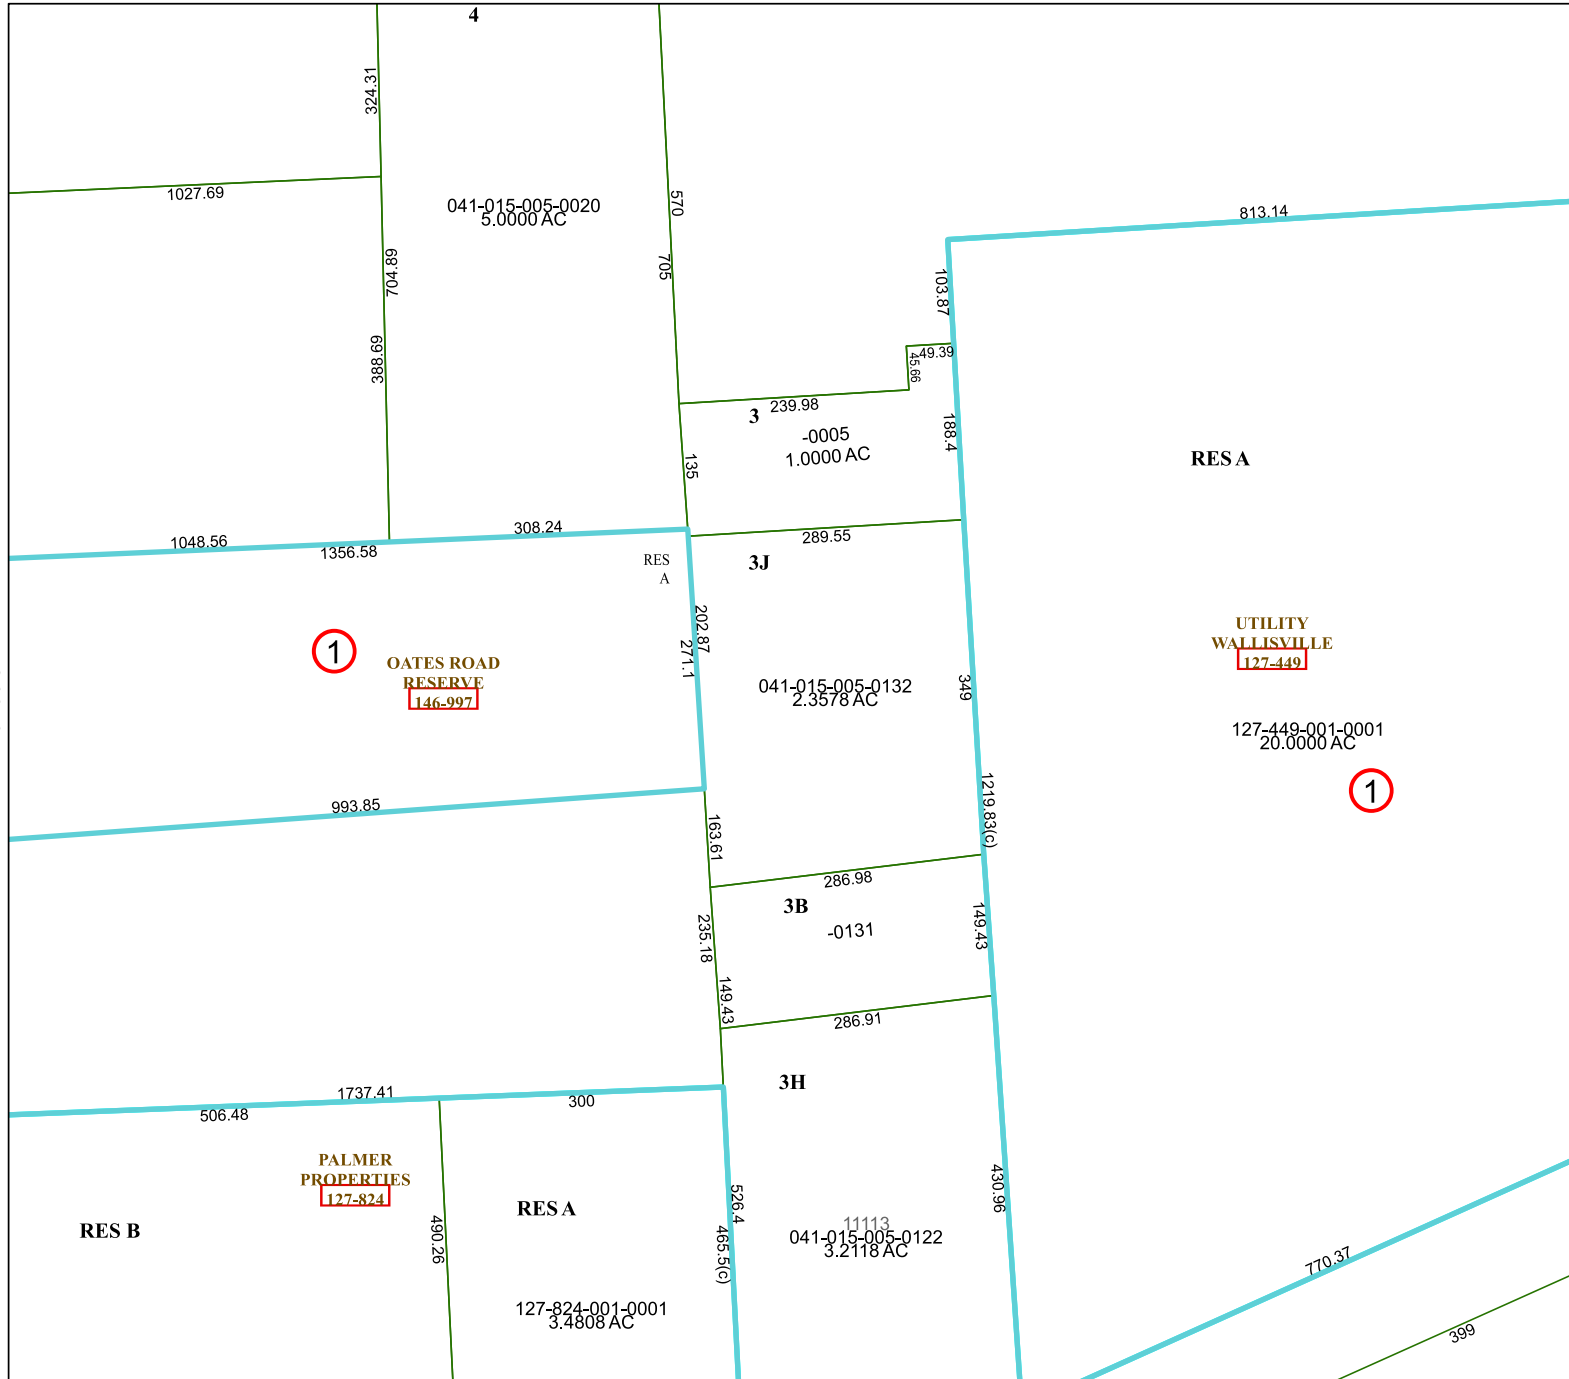 4
324.31
1027.69
041-015-005-0020
5.0000 AC
570
813.14
704.89
705
103.87
388.69
49.39
45.66
239.98
3
-0005
1.0000 AC
188.4
135
RES A
308.24
1048.56
1356.58
289.55
RES
A
3J
202.87
271.1
1
OATES ROAD
RESERVE
146-997
UTILITY
WALLISVILLE
127-449
041-015-005-0132
2.3578 AC
349
127-449-001-0001
20.0000 AC
1
993.85
1219.83(c)
163.61
286.98
3B
-0131
149.43
235.18
149.43
286.91
3H
1737.41
506.48
300
PALMER
PROPERTIES
127-824
RES B
490.26
RES A
526.4
465.5(c)
430.96
11113
041-015-005-0122
3.2118 AC
770.37
127-824-001-0001
3.4808 AC
399